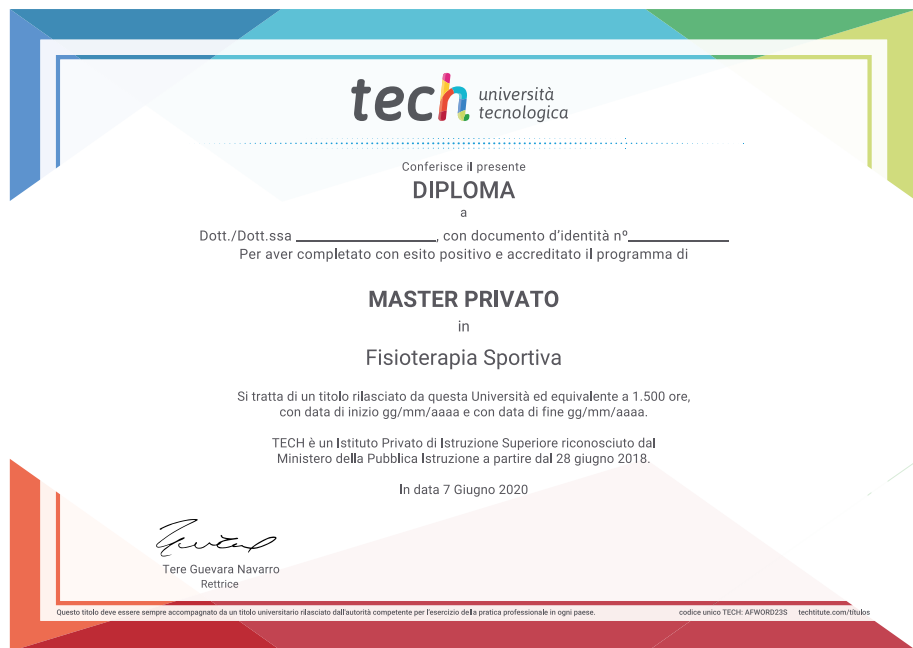 tech università
tecnologica
Conferisce il presente
DIPLOMA
a
Dott./Dott.ssa ____________________, con documento d'identità nº______________
Per aver completato con esito positivo e accreditato il programma di
MASTER PRIVATO
in
Fisioterapia Sportiva
Si tratta di un titolo rilasciato da questa Università ed equivalente a 1.500 ore,
con data di inizio gg/mm/aaaa e con data di fine gg/mm/aaaa.
TECH è un Istituto Privato di Istruzione Superiore riconosciuto dal
Ministero della Pubblica Istruzione a partire dal 28 giugno 2018.
In data 7 Giugno 2020
Tere Guevara Navarro
Rettrice
Questo titolo deve essere sempre accompagnato da un titolo universitario rilasciato dall'autorità competente per l'esercizio della pratica professionale in ogni paese. codice unico TECH: AFWORD23S techtitute.com/títulos